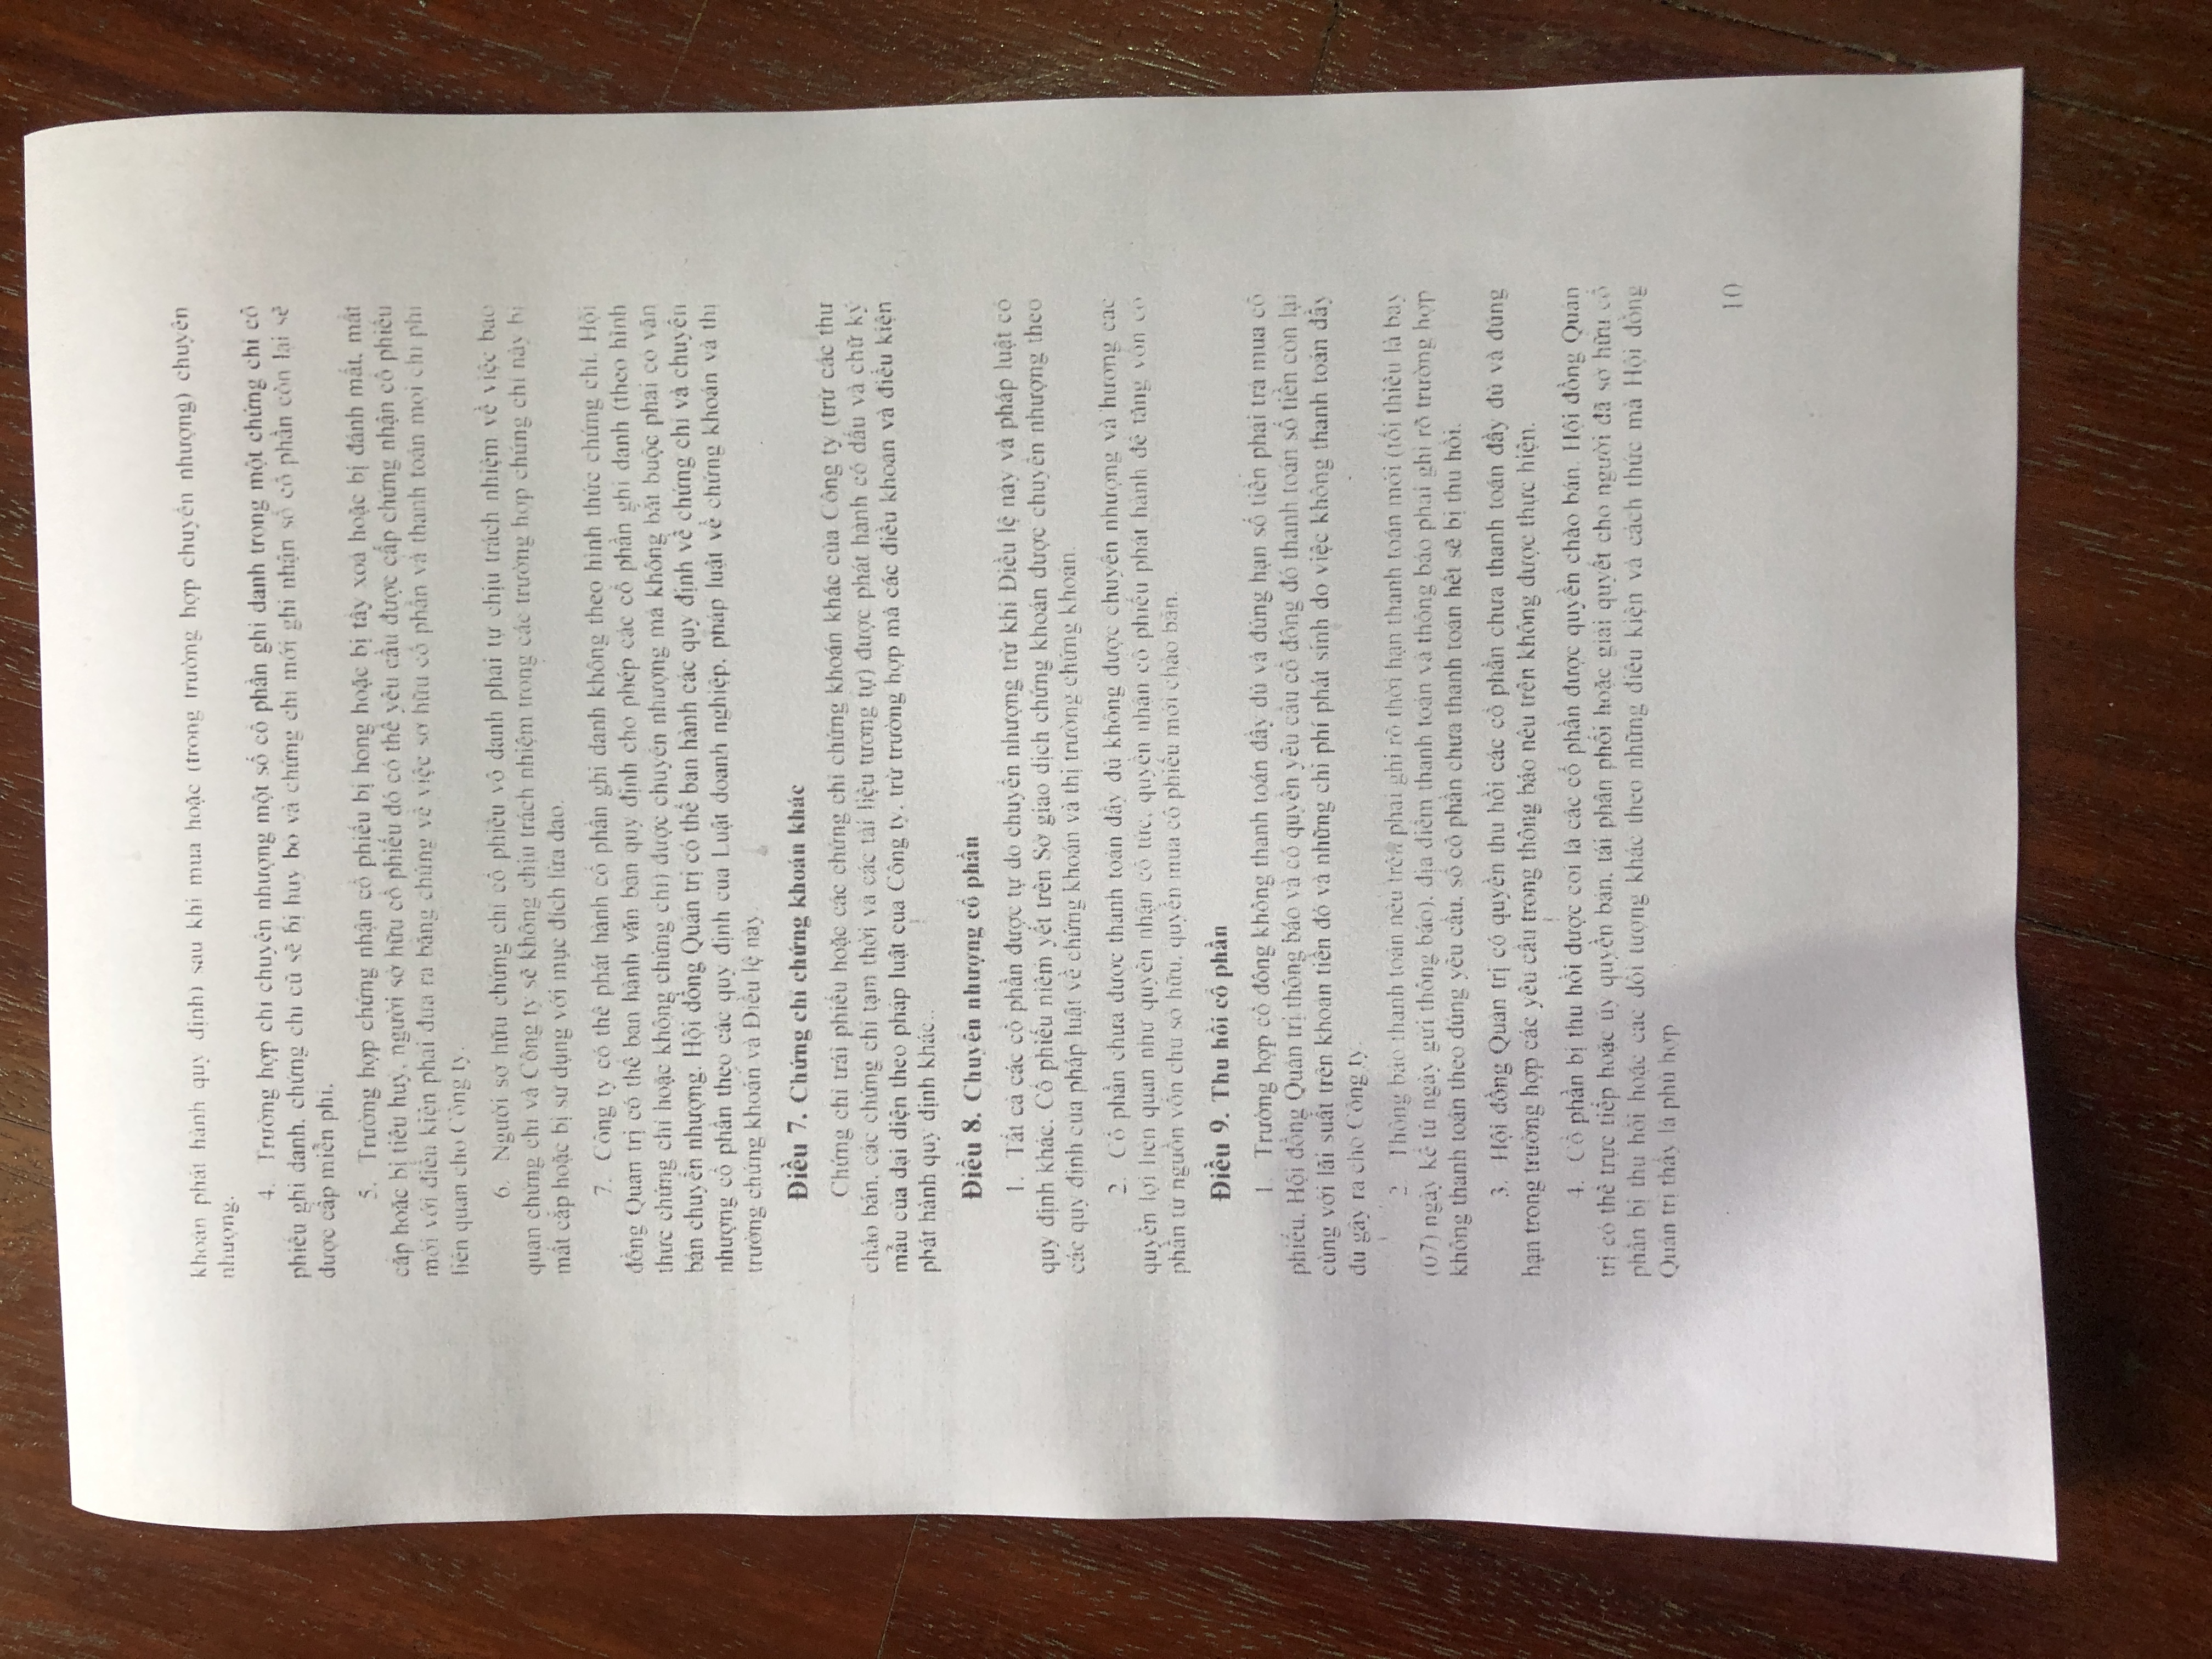 khoản phát hành quy định) sau khi mua hoặc (trong trường hợp chuyển nhượng) chuyển
nhượng.
4. Trường hợp chỉ chuyển nhượng một số cổ phần ghi danh trong một chứng chỉ cổ
phiếu ghi danh, chứng chỉ cũ sẽ bị huỷ bỏ và chứng chỉ mới ghi nhận số cổ phần còn lại sẽ
được cấp miễn phí.
5. Trường hợp chứng nhận cổ phiếu bị hỏng hoặc bị tẩy xoá hoặc bị đánh mất, mất
cắp hoặc bị tiêu huỷ, người sở hữu cổ phiếu đó có thể yêu cầu được cấp chứng nhận cổ phiếu
mới với điều kiện phải đưa ra bằng chứng về việc sở hữu cổ phần và thanh toán mọi chi phí
liên quan cho Công ty.
6. Người sở hữu chứng chỉ cổ phiếu vô danh phải tự chịu trách nhiệm về việc bảo
quản chứng chỉ và Công ty sẽ không chịu trách nhiệm trong các trường hợp chứng chỉ này bị
mất cắp hoặc bị sử dụng với mục đích lừa đảo.
7. Công ty có thể phát hành cổ phần ghi danh không theo hình thức chứng chỉ. Hội
đồng Quản trị có thể ban hành văn bản quy định cho phép các cổ phần ghi danh (theo hình
thức chứng chỉ hoặc không chứng chỉ) được chuyển nhượng mà không bắt buộc phải có văn
bản chuyển nhượng. Hội đồng Quản trị có thể ban hành các quy định về chứng chỉ và chuyển
nhượng cổ phần theo các quy định của Luật doanh nghiệp, pháp luật về chứng khoán và thị
trường chứng khoán và Điều lệ này.
Điều 7. Chứng chỉ chứng khoán khác
Chứng chỉ trái phiếu hoặc các chứng chỉ chứng khoán khác của Công ty (trừ các thư
chào bán, các chứng chỉ tạm thời và các tài liệu tương tự) được phát hành có dấu và chữ ký
mẫu của đại diện theo pháp luật của Công ty, trừ trường hợp mà các điều khoản và điều kiện
phát hành quy định khác..
Điều 8. Chuyển nhượng cổ phần
1. Tất cả các cổ phần được tự do chuyển nhượng trừ khi Điều lệ này và pháp luật có
quy định khác. Cổ phiếu niêm yết trên Sở giao dịch chứng khoán được chuyển nhượng theo
các quy định của pháp luật về chứng khoán và thị trường chứng khoán.
2. Cổ phần chưa được thanh toán đầy đủ không được chuyển nhượng và hưởng các
quyền lợi liên quan như quyền nhận cổ tức, quyền nhận cổ phiếu phát hành để tăng vốn cổ
phần từ nguồn vốn chủ sở hữu, quyền mua cổ phiếu mới chào bán.
Điều 9. Thu hồi cổ phần
1. Trường hợp cổ đông không thanh toán đầy đủ và đúng hạn số tiền phải trả mua cổ
phiếu, Hội đồng Quản trị thông báo và có quyền yêu cầu cổ đông đó thanh toán số tiền còn lại
cùng với lãi suất trên khoản tiền đó và những chi phí phát sinh do việc không thanh toán đầy
đủ gây ra cho Công ty.
2. Thông báo thanh toán nêu trên phải ghi rõ thời hạn thanh toán mới (tối thiểu là bảy
(07) ngày kể từ ngày gửi thông báo), địa điểm thanh toán và thông báo phải ghi rõ trường hợp
không thanh toán theo đúng yêu cầu, số cổ phần chưa thanh toán hết sẽ bị thu hồi.
3. Hội đồng Quản trị có quyền thu hồi các cổ phần chưa thanh toán đầy đủ và đúng
hạn trong trường hợp các yêu cầu trong thông báo nêu trên không được thực hiện.
4. Cổ phần bị thu hồi được coi là các cổ phần được quyền chào bán. Hội đồng Quản
trị có thể trực tiếp hoặc ủy quyền bán, tái phân phối hoặc giải quyết cho người đã sở hữu cổ
phần bị thu hồi hoặc các đối tượng khác theo những điều kiện và cách thức mà Hội đồng
Quản trị thấy là phù hợp
10